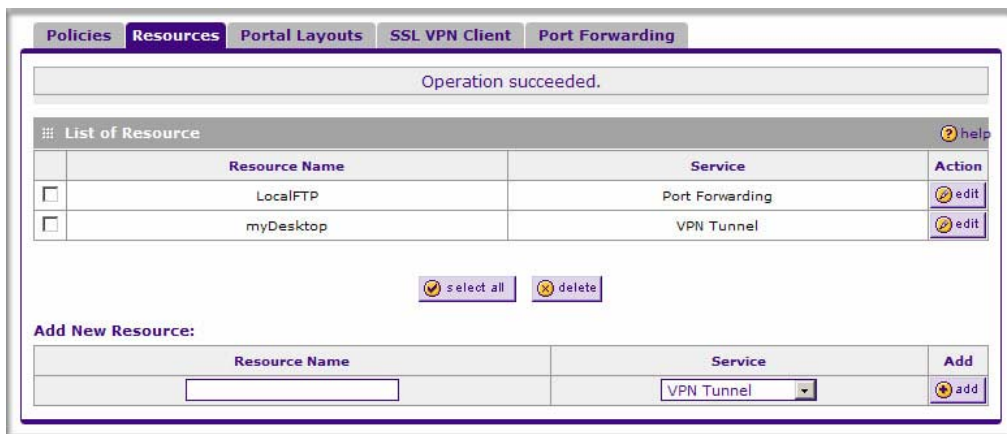 Policies Resources Portal Layouts SSL VPN Client Port Forwarding
Operation succeeded.
List of Resource help
Resource Name Service Action
LocalFTP Port Forwarding edit
myDesktop VPN Tunnel edit
select all delete
Add New Resource:
Resource Name Service Add
VPN Tunnel add